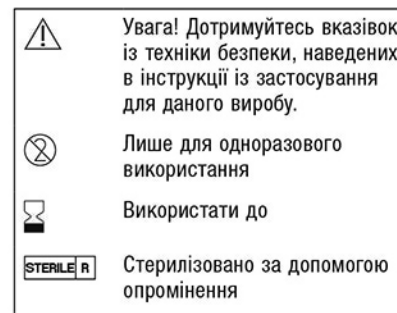 Увага! Дотримуйтесь вказівок
із техніки безпеки, наведених
в інструкції із застосування
для даного виробу.
2
Лише для одноразового
використання
Використати до
STERILE R
Стерилізовано за допомогою
опромінення